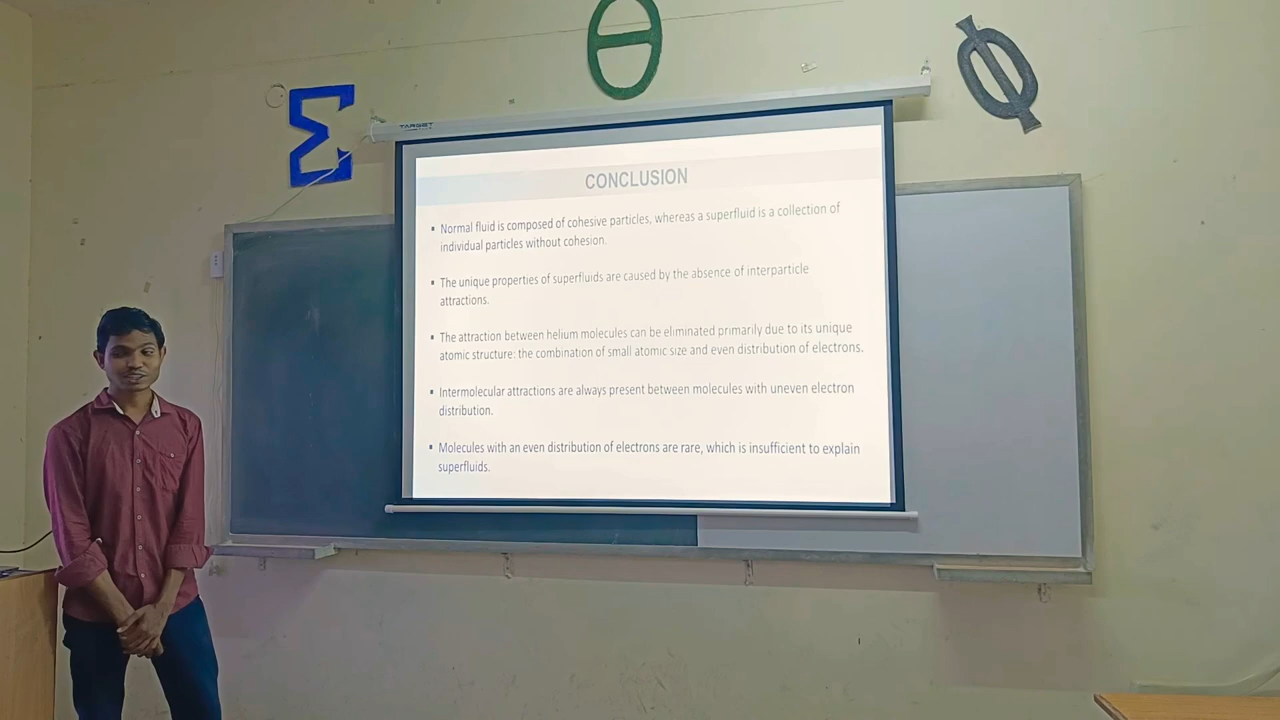 Σ
Θ
Φ
TARGET
CONCLUSION
▪ Normal fluid is composed of cohesive particles, whereas a superfluid is a collection of
individual particles without cohesion.
▪ The unique properties of superfluids are caused by the absence of interparticle
attractions.
▪ The attraction between helium molecules can be eliminated primarily due to its unique
atomic structure: the combination of small atomic size and even distribution of electrons.
▪ Intermolecular attractions are always present between molecules with uneven electron
distribution.
▪ Molecules with an even distribution of electrons are rare, which is insufficient to explain
superfluids.